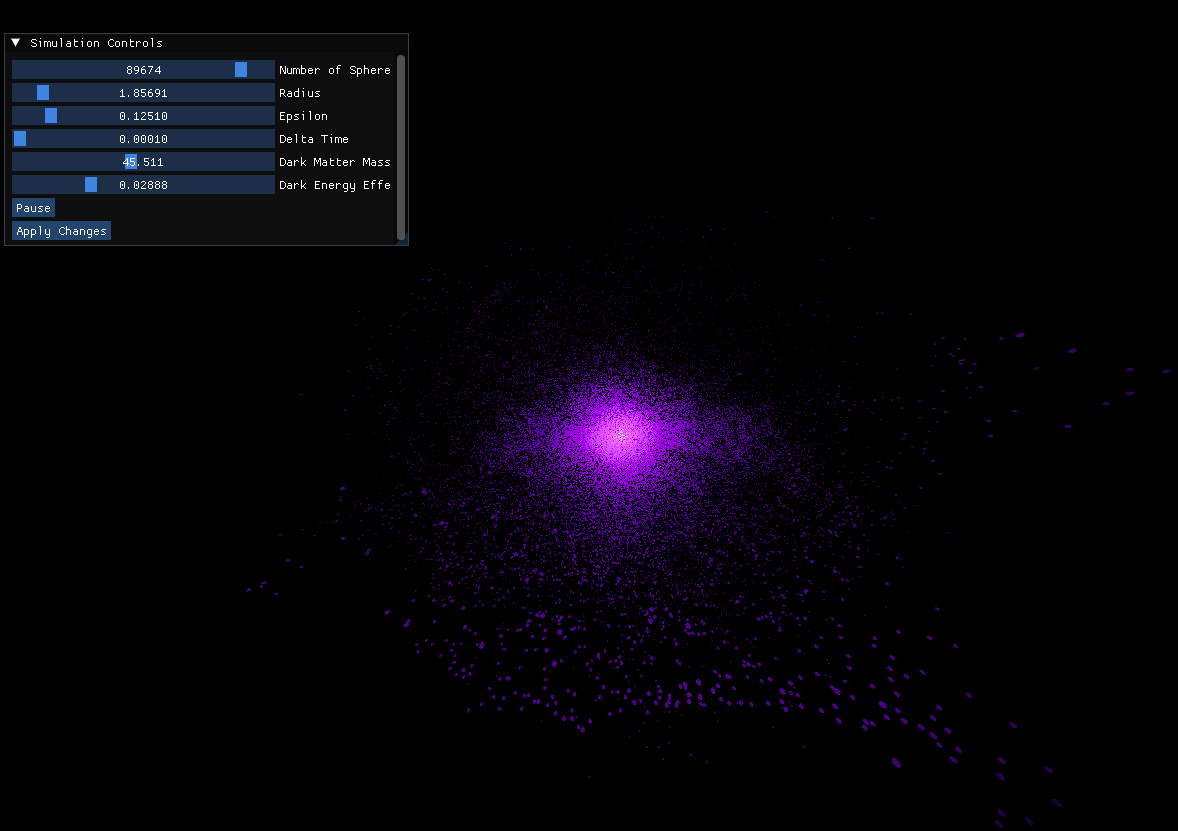 Simulation Controls
89674 Number of Sphere
1.85691 Radius
0.12510 Epsilon
0.00010 Delta Time
45.511 Dark Matter Mass
0.02888 Dark Energy Effe
Pause
Apply Changes